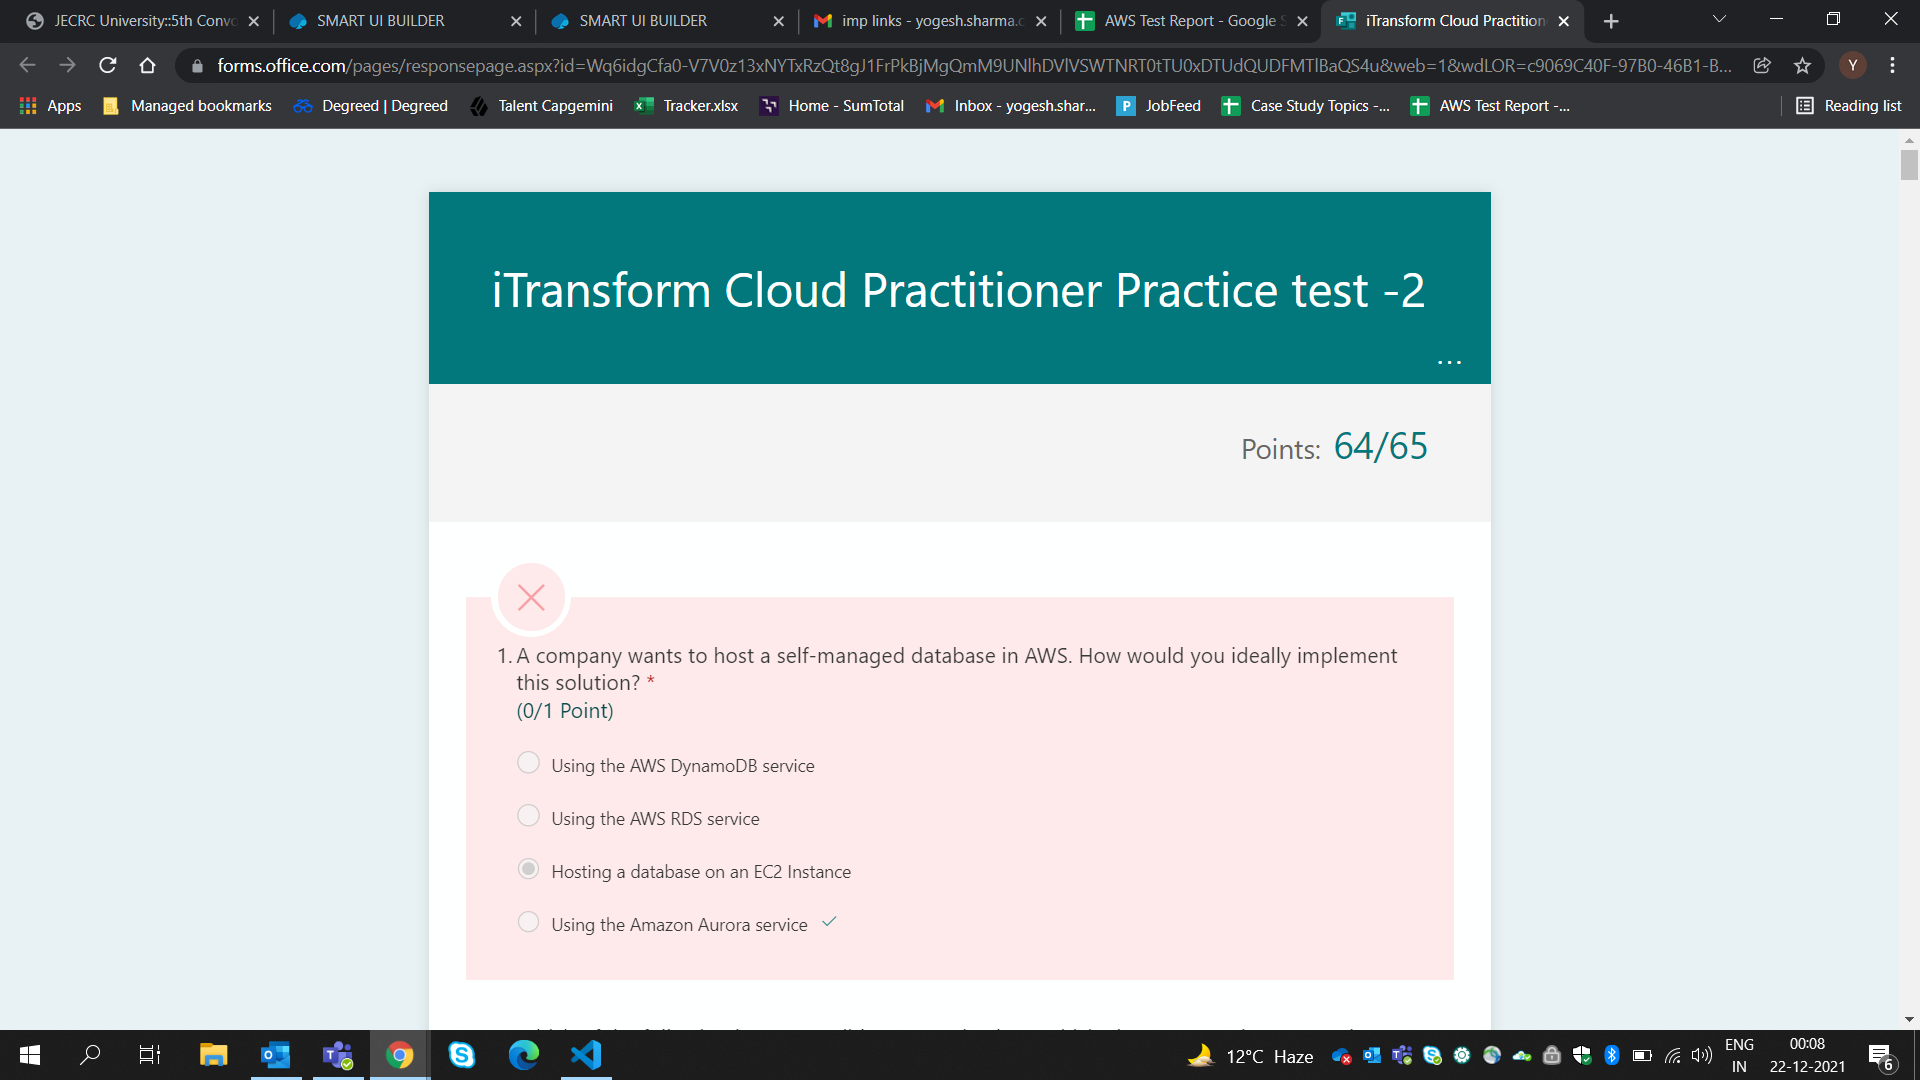 JECRC University::5th Convo
SMART UI BUILDER
SMART UI BUILDER
imp links - yogesh.sharma.c
AWS Test Report - Google S
iTransform Cloud Practition
forms.office.com/pages/responsepage.aspx?id=Wq6idgCfa0-V7V0z13xNYTxRzQt8gJ1FrPkBjMgQmM9UNlhDVlVSWTNRT0tTU0xDTUdQUDFMTlBaQS4u&web=1&wdLOR=c9069C40F-97B0-46B1-B...
Y
Apps
Managed bookmarks
Degreed | Degreed
Talent Capgemini
Tracker.xlsx
Home - SumTotal
Inbox - yogesh.shar...
JobFeed
Case Study Topics -...
AWS Test Report -...
Reading list
iTransform Cloud Practitioner Practice test -2
...
Points: 64/65
1. A company wants to host a self-managed database in AWS. How would you ideally implement
this solution? *
(0/1 Point)
Using the AWS DynamoDB service
Using the AWS RDS service
Hosting a database on an EC2 Instance
Using the Amazon Aurora service
12°C Haze
ENG
IN
00:08
22-12-2021
6